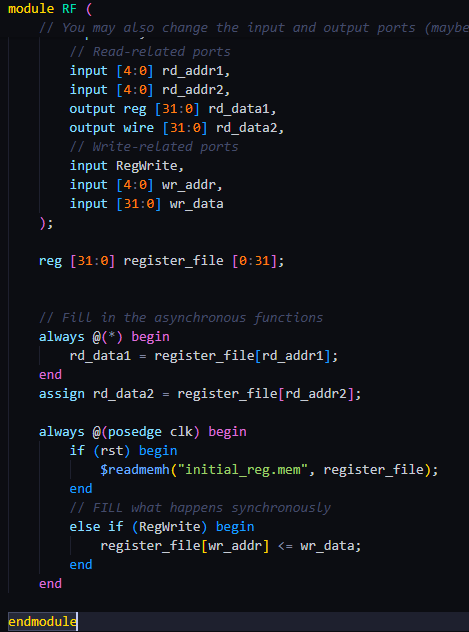 module RF (
    // You may also change the input and output ports (maybe
        // Read-related ports
        input [4:0] rd_addr1,
        input [4:0] rd_addr2,
        output reg [31:0] rd_data1,
        output wire [31:0] rd_data2,
        // Write-related ports
        input RegWrite,
        input [4:0] wr_addr,
        input [31:0] wr_data
    );
    reg [31:0] register_file [0:31];
    // Fill in the asynchronous functions
    always @(*) begin
        rd_data1 = register_file[rd_addr1];
    end
    assign rd_data2 = register_file[rd_addr2];
    always @(posedge clk) begin
        if (rst) begin
            $readmemh("initial_reg.mem", register_file);
        end
        // FILL what happens synchronously
        else if (RegWrite) begin
            register_file[wr_addr] <= wr_data;
        end
    end
endmodule